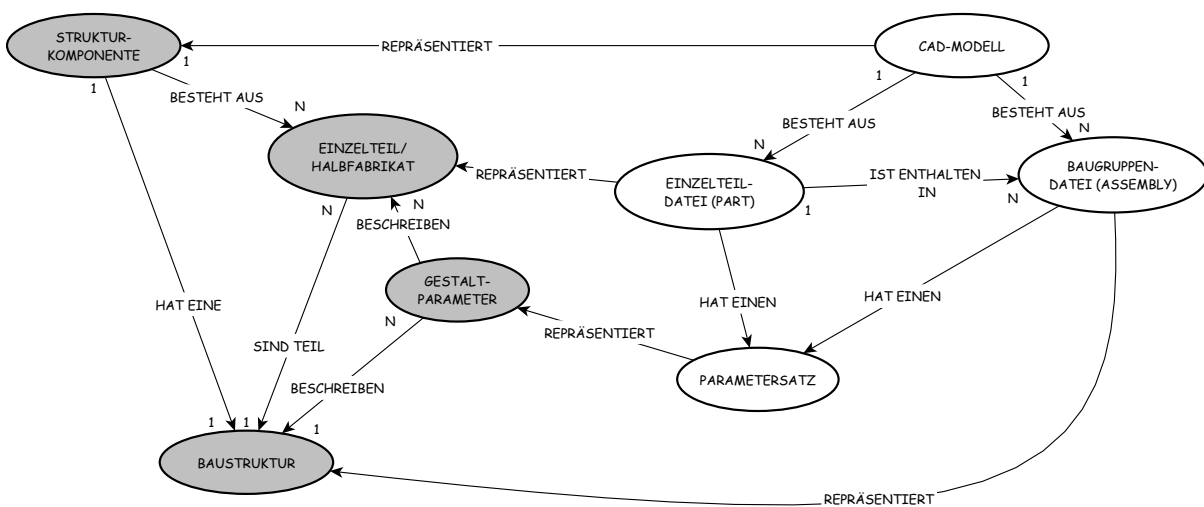 STRUKTUR-
KOMPONENTE
REPRÄSENTIERT
CAD-MODELL
1
1
1
1
BESTEHT AUS
N
BESTEHT AUS
N
BESTEHT AUS
N
EINZELTEIL/
HALBFABRIKAT
REPRÄSENTIERT
EINZELTEIL-
DATEI (PART)
IST ENTHALTEN
IN
BAUGRUPPEN-
DATEI (ASSEMBLY)
N
N
1
N
BESCHREIBEN
GESTALT-
PARAMETER
HAT EINE
HAT EINEN
HAT EINEN
N
REPRÄSENTIERT
SIND TEIL
BESCHREIBEN
PARAMETERSATZ
1
1
1
BAUSTRUKTUR
REPRÄSENTIERT